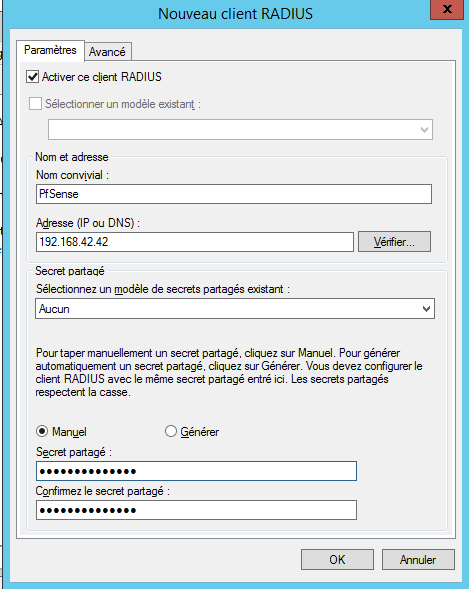 Nouveau client RADIUS
x
Paramètres
Avancé
Activer ce client RADIUS
Sélectionner un modèle existant :
Nom et adresse
Nom convivial :
PfSense
Adresse (IP ou DNS) :
192.168.42.42
Vérifier...
Secret partagé
Sélectionnez un modèle de secrets partagés existant :
Aucun
Pour taper manuellement un secret partagé, cliquez sur Manuel. Pour générer
automatiquement un secret partagé, cliquez sur Générer. Vous devez configurer le
client RADIUS avec le même secret partagé entré ici. Les secrets partagés
respectent la casse.
Manuel
Générer
Secret partagé :
●●●●●●●●●●●●●●
Confirmez le secret partagé :
●●●●●●●●●●●●●●
OK
Annuler